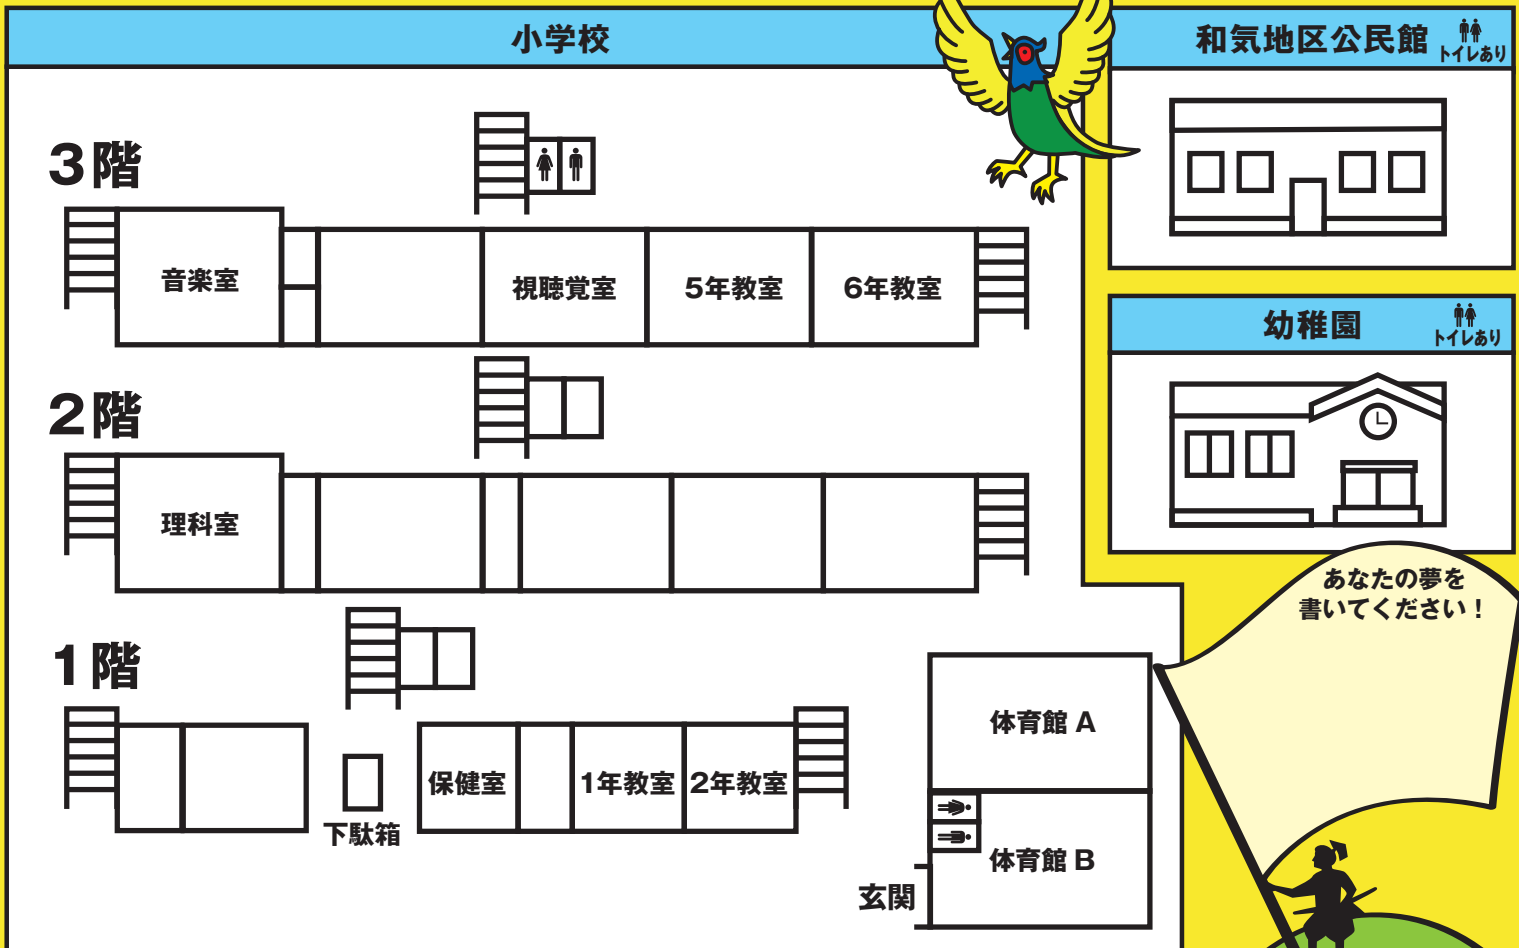 小学校
和気地区公民館
トイレあり
3階
音楽室
視聴覚室
5年教室
6年教室
幼稚園
トイレあり
2階
理科室
あなたの夢を
書いてください!
1階
保健室
1年教室
2年教室
下駄箱
体育館 A
体育館 B
玄関